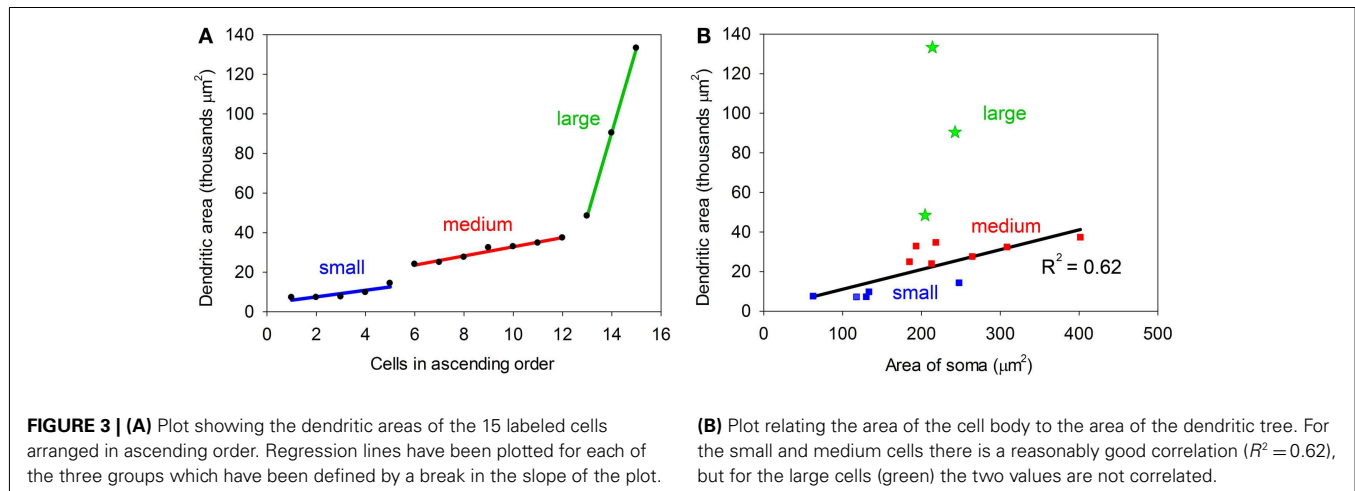 A
140
120
100
80
60
40
20
0
Dendritic area (thousands μm²)
large
medium
small
0 2 4 6 8 10 12 14 16
Cells in ascending order
B
140
120
100
80
60
40
20
0
Dendritic area (thousands μm²)
large
medium
R² = 0.62
small
0 100 200 300 400 500
Area of soma (μm²)
FIGURE 3 | (A) Plot showing the dendritic areas of the 15 labeled cells
arranged in ascending order. Regression lines have been plotted for each of
the three groups which have been defined by a break in the slope of the plot.
(B) Plot relating the area of the cell body to the area of the dendritic tree. For
the small and medium cells there is a reasonably good correlation (R² = 0.62),
but for the large cells (green) the two values are not correlated.